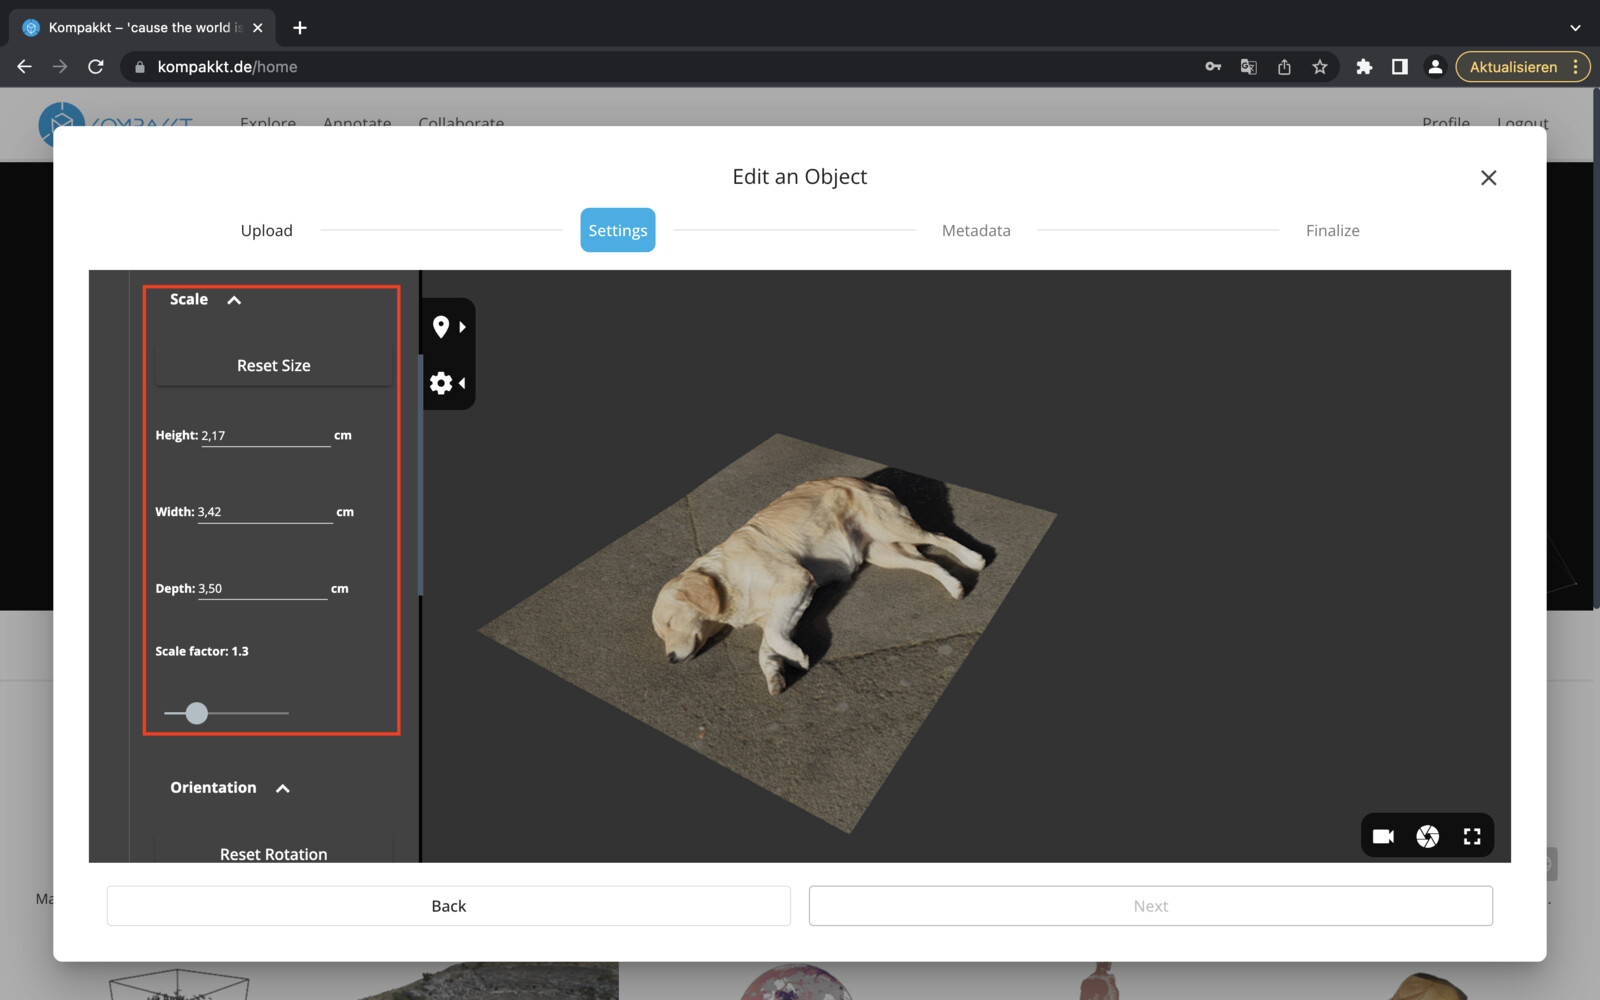 Kompakkt – 'cause the world is
kompakkt.de/home
Aktualisieren
KOMPAKKT
Explore Annotate Collaborate Profile Logout
Edit an Object
Upload Settings Metadata Finalize
Scale
Reset Size
Height: 2,17 cm
Width: 3,42 cm
Depth: 3,50 cm
Scale factor: 1.3
Orientation
Reset Rotation
Back Next